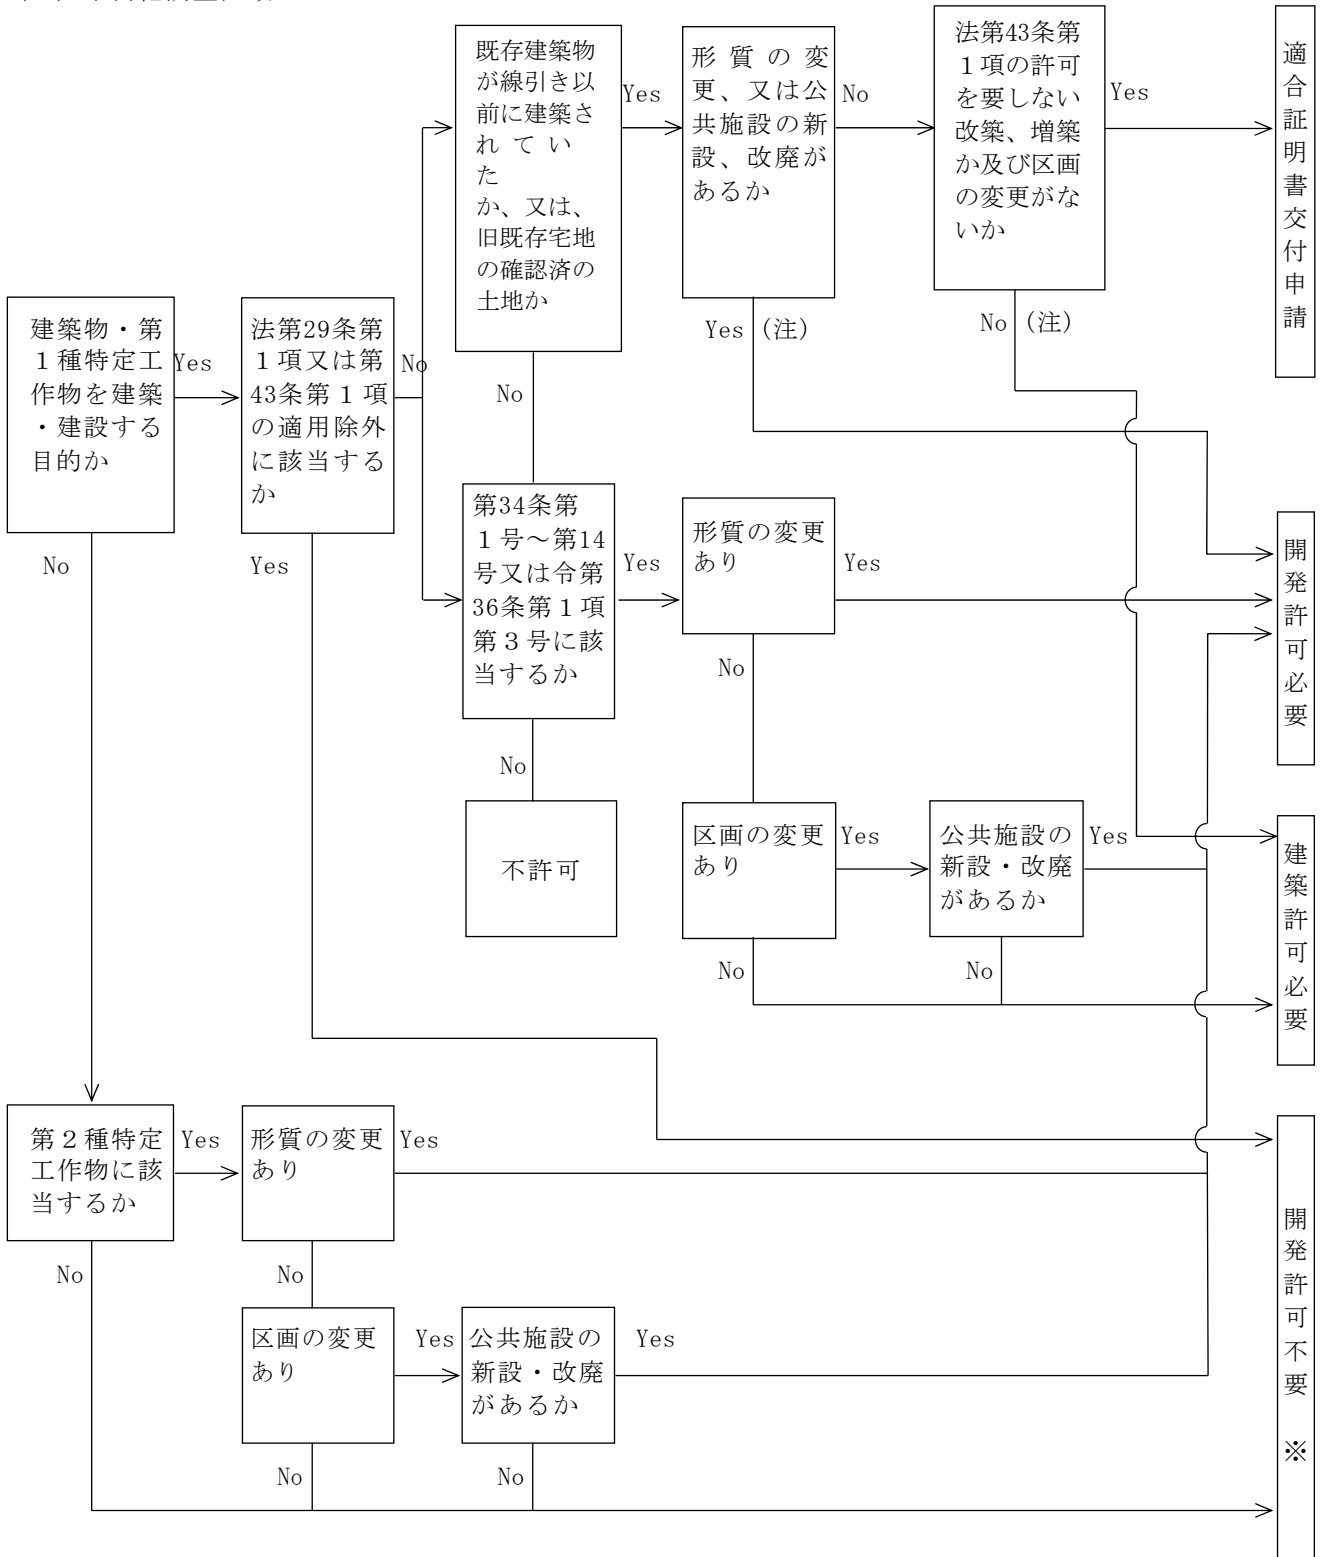 既存建築物
が線引き以
前に建築さ
れてい
た
か、又は、
旧既存宅地
の確認済の
土地か
Yes
形質の変
更、又は公
共施設の新
設、改廃が
あるか
No
法第43条第
１項の許可
を要しない
改築、増築
か及び区画
の変更がな
いか
Yes
適合証明書交付申請
Yes（注）
No（注）
No
建築物・第
１種特定工
作物を建築
・建設する
目的か
Yes
法第29条第
１項又は第
43条第１項
の適用除外
に該当する
か
No
No
Yes
第34条第
１号～第14
号又は令第
36条第１項
第３号に該
当するか
Yes
形質の変更
あり
Yes
開発許可必要
No
No
不許可
区画の変更
あり
Yes
公共施設の
新設・改廃
があるか
Yes
建築許可必要
No
No
第２種特定
工作物に該
当するか
Yes
形質の変更
あり
Yes
No
No
区画の変更
あり
Yes
公共施設の
新設・改廃
があるか
Yes
No
No
開発許可不要　※